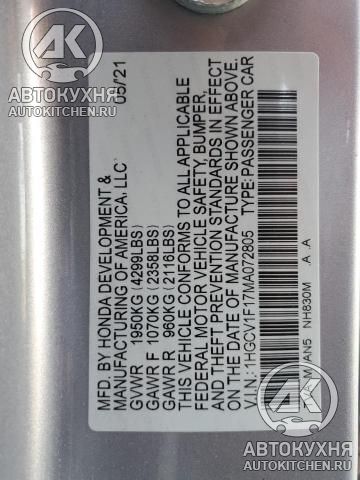 MFD. BY HONDA DEVELOPMENT &
MANUFACTURING OF AMERICA, LLC
GVWR 1950KG (4299LBS)
GAWR F 1070KG (2358LBS)
GAWR R 960KG (2116LBS)
THIS VEHICLE CONFORMS TO ALL APPLICABLE
FEDERAL MOTOR VEHICLE SAFETY, BUMPER,
AND THEFT PREVENTION STANDARDS IN EFFECT
ON THE DATE OF MANUFACTURE SHOWN ABOVE.
VIN: 1HGCV1F17MA072805 TYPE: PASSENGER CAR
NH830M A .A
АВТОКУХНЯ
AUTOKITCHEN.RU
АВТОКУХНЯ
AUTOKITCHEN.RU